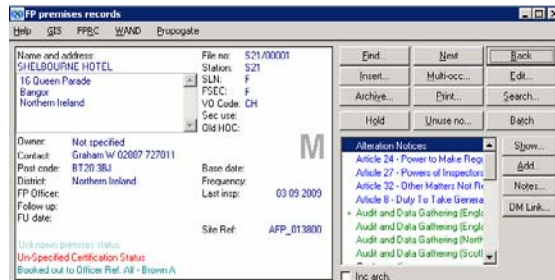 FP premises records
Help GIS FPRC WAND Propogate
Name and address:
SHELBOURNE HOTEL
16 Queen Parade
Bangor
Northern Ireland
File no: S21/00001
Station: S21
SLN: F
FSEC: F
VO Code: CH
Sec use:
Old HOC:
M
Owner: Not specified
Contact: Graham W 02887 727011
Post code: BT20 3BJ
District: Northern Ireland
FP Officer:
Follow up:
FU date:
Base date:
Frequency:
Last insp: 03 09 2009
Site Ref: AFP_013800
Unknown premises status
Un-Specified Certification Status
Booked out to Officer Ref: All - Brown A
Find... Next Back
Insert... Multi-occ... Edit...
Archive... Print... Search...
Hold Unuse no... Batch
Alteration Notices
Article 24 - Power to Make Regu
Article 27 - Powers of Inspectors
Article 32 - Other Matters Not Re
Article 8 - Duty To Take Genera
+ Audit and Data Gathering (Engla
Audit and Data Gathering (Engla
Audit and Data Gathering (North
Audit and Data Gathering (Scotl
Show...
Add...
Notes...
DM Link...
Inc arch.